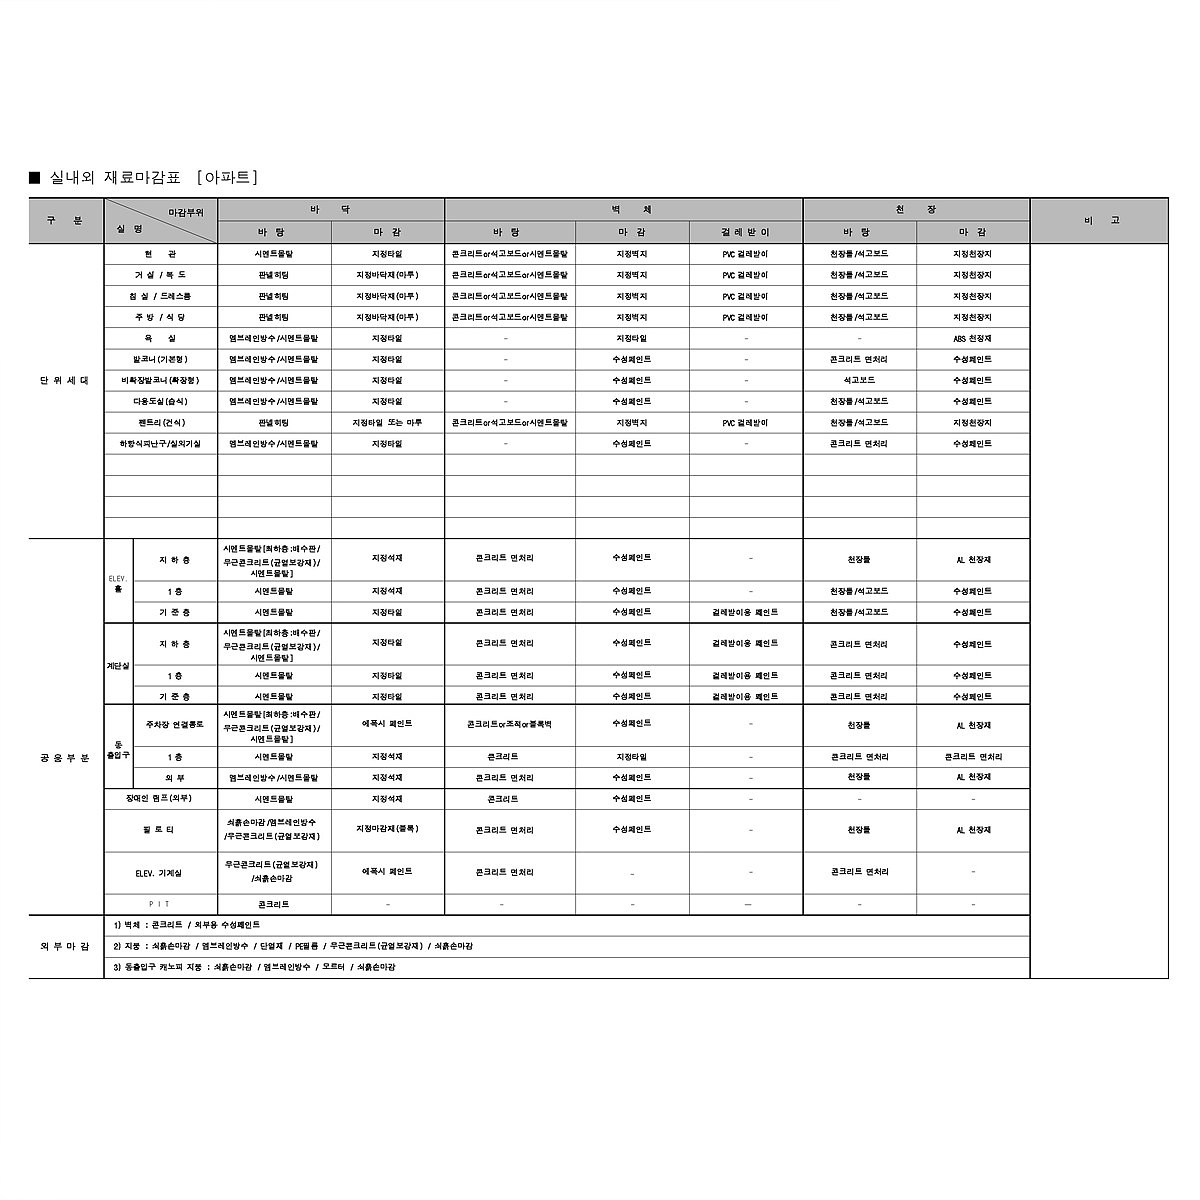 ■ 실내외 재료마감표 [아파트]
구 분 마감부위 실 명 바 닥 벽 체 천 장 비 고
바 탕 마 감 바 탕 마 감 걸레받이 바 탕 마 감
단위세대
현 관 시멘트몰탈 지정타일 콘크리트or석고보드or시멘트몰탈 지정벽지 PVC 걸레받이 천장틀/석고보드 지정천장지
거 실 / 복 도 판넬히팅 지정바닥재(마루) 콘크리트or석고보드or시멘트몰탈 지정벽지 PVC 걸레받이 천장틀/석고보드 지정천장지
침 실 / 드레스룸 판넬히팅 지정바닥재(마루) 콘크리트or석고보드or시멘트몰탈 지정벽지 PVC 걸레받이 천장틀/석고보드 지정천장지
주 방 / 식 당 판넬히팅 지정바닥재(마루) 콘크리트or석고보드or시멘트몰탈 지정벽지 PVC 걸레받이 천장틀/석고보드 지정천장지
욕 실 멤브레인방수/시멘트몰탈 지정타일 - 지정타일 - - ABS 천정재
발코니(기본형) 멤브레인방수/시멘트몰탈 지정타일 - 수성페인트 - 콘크리트 면처리 수성페인트
비확장발코니(확장형) 멤브레인방수/시멘트몰탈 지정타일 - 수성페인트 - 석고보드 수성페인트
다용도실(습식) 멤브레인방수/시멘트몰탈 지정타일 - 수성페인트 - 천장틀/석고보드 수성페인트
팬트리(건식) 판넬히팅 지정타일 또는 마루 콘크리트or석고보드or시멘트몰탈 지정벽지 PVC 걸레받이 천장틀/석고보드 지정천장지
하향식피난구/실외기실 멤브레인방수/시멘트몰탈 지정타일 - 수성페인트 - 콘크리트 면처리 수성페인트
공용부분
ELEV. 홀
지 하 층 시멘트몰탈[최하층:배수판/
무근콘크리트(균열보강재)/
시멘트몰탈] 지정석재 콘크리트 면처리 수성페인트 - 천장틀 AL 천장재
1 층 시멘트몰탈 지정석재 콘크리트 면처리 수성페인트 - 천장틀/석고보드 수성페인트
기 준 층 시멘트몰탈 지정타일 콘크리트 면처리 수성페인트 걸레받이용 페인트 천장틀/석고보드 수성페인트
계단실
지 하 층 시멘트몰탈[최하층:배수판/
무근콘크리트(균열보강재)/
시멘트몰탈] 지정타일 콘크리트 면처리 수성페인트 걸레받이용 페인트 콘크리트 면처리 수성페인트
1 층 시멘트몰탈 지정타일 콘크리트 면처리 수성페인트 걸레받이용 페인트 콘크리트 면처리 수성페인트
기 준 층 시멘트몰탈 지정타일 콘크리트 면처리 수성페인트 걸레받이용 페인트 콘크리트 면처리 수성페인트
동
출입구
주차장 연결통로 시멘트몰탈[최하층:배수판/
무근콘크리트(균열보강재)/
시멘트몰탈] 에폭시 페인트 콘크리트or조적or블록벽 수성페인트 - 천장틀 AL 천장재
1 층 시멘트몰탈 지정석재 콘크리트 지정타일 - 콘크리트 면처리 콘크리트 면처리
외 부 멤브레인방수/시멘트몰탈 지정석재 콘크리트 면처리 수성페인트 - 천장틀 AL 천장재
장애인 램프(외부) 시멘트몰탈 지정석재 콘크리트 수성페인트 - - -
필 로 티 쇠흙손마감/멤브레인방수
/무근콘크리트(균열보강재) 지정마감재(블록) 콘크리트 면처리 수성페인트 - 천장틀 AL 천장재
ELEV. 기계실 무근콘크리트(균열보강재)
/쇠흙손마감 에폭시 페인트 콘크리트 면처리 - - 콘크리트 면처리 -
P I T 콘크리트 - - - - - -
외부마감
1) 벽체 : 콘크리트 / 외부용 수성페인트
2) 지붕 : 쇠흙손마감 / 멤브레인방수 / 단열재 / PE필름 / 무근콘크리트(균열보강재) / 쇠흙손마감
3) 동출입구 캐노피 지붕 : 쇠흙손마감 / 멤브레인방수 / 모르터 / 쇠흙손마감